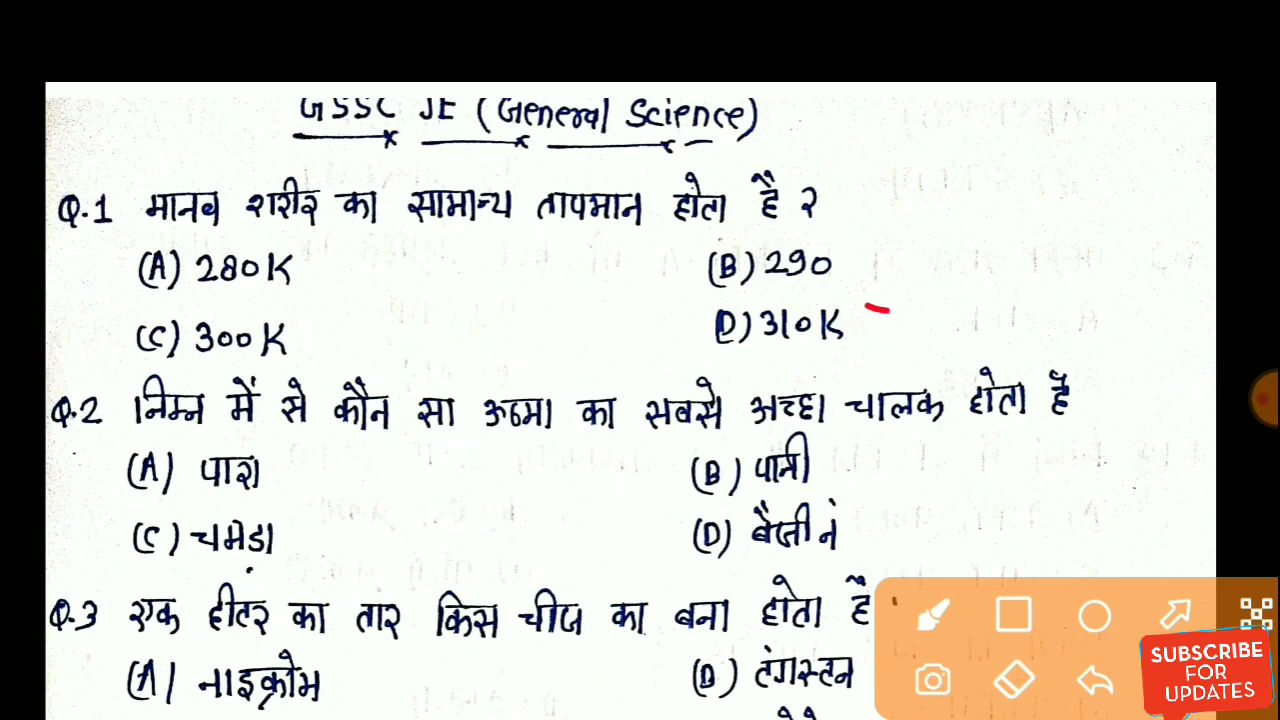 GSSC JE (General Science)
Q.1 मानव शरीर का सामान्य तापमान होता है ?
(A) 280K (B) 290
(C) 300K (D) 310K
Q.2 निम्न में से कौन सा उष्मा का सबसे अच्छा चालक होता है
(A) पारा (B) पानी
(C) चमड़ा (D) बैंजीन
Q.3 एक हीटर का तार किस चीज का बना होता है
(A) नाइक्रोम (B) टंगस्टन
SUBSCRIBE
FOR
UPDATES